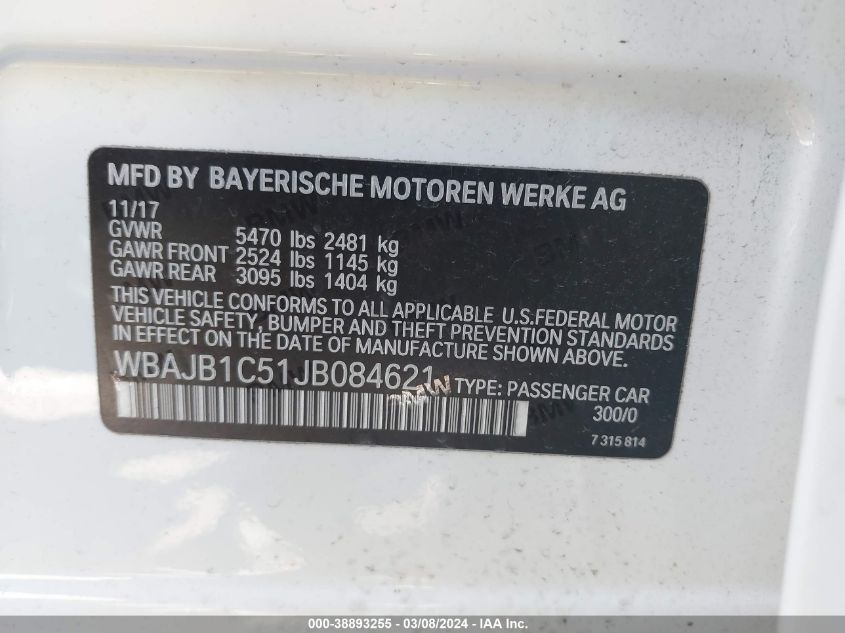 MFD BY BAYERISCHE MOTOREN WERKE AG
11/17
GVWR 5470 lbs 2481 kg
GAWR FRONT 2524 lbs 1145 kg
GAWR REAR 3095 lbs 1404 kg
THIS VEHICLE CONFORMS TO ALL APPLICABLE U.S.FEDERAL MOTOR
VEHICLE SAFETY, BUMPER AND THEFT PREVENTION STANDARDS
IN EFFECT ON THE DATE OF MANUFACTURE SHOWN ABOVE.
WBAJB1C51JB084621 TYPE: PASSENGER CAR
300/0
7 315 814
000-38893255 - 03/08/2024 - IAA Inc.